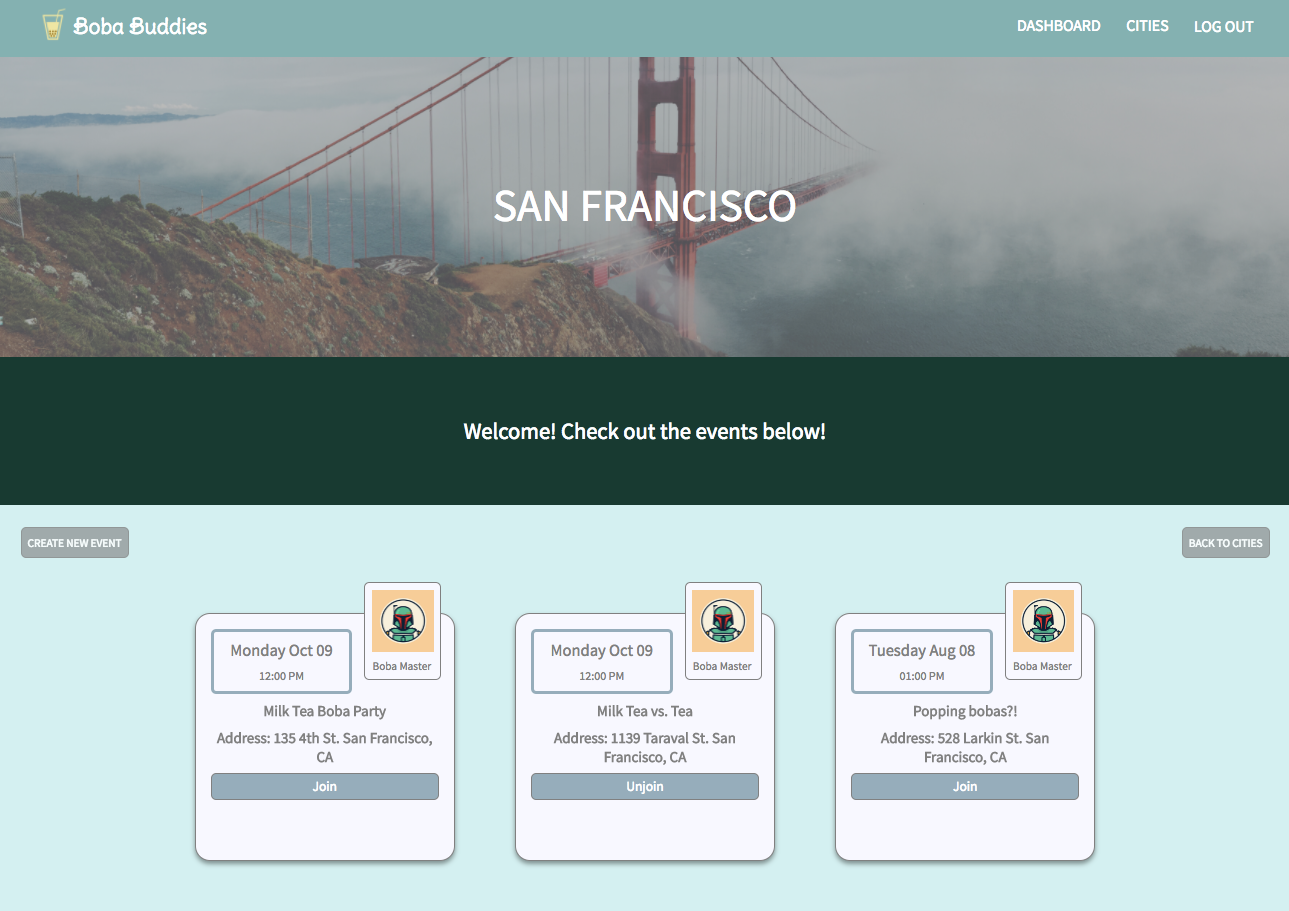 Boba Buddies
DASHBOARD CITIES LOG OUT
SAN FRANCISCO
Welcome! Check out the events below!
CREATE NEW EVENT
BACK TO CITIES
Monday Oct 09
12:00 PM
Boba Master
Milk Tea Boba Party
Address: 135 4th St. San Francisco,
CA
Join
Monday Oct 09
12:00 PM
Boba Master
Milk Tea vs. Tea
Address: 1139 Taraval St. San
Francisco, CA
Unjoin
Tuesday Aug 08
01:00 PM
Boba Master
Popping bobas?!
Address: 528 Larkin St. San
Francisco, CA
Join